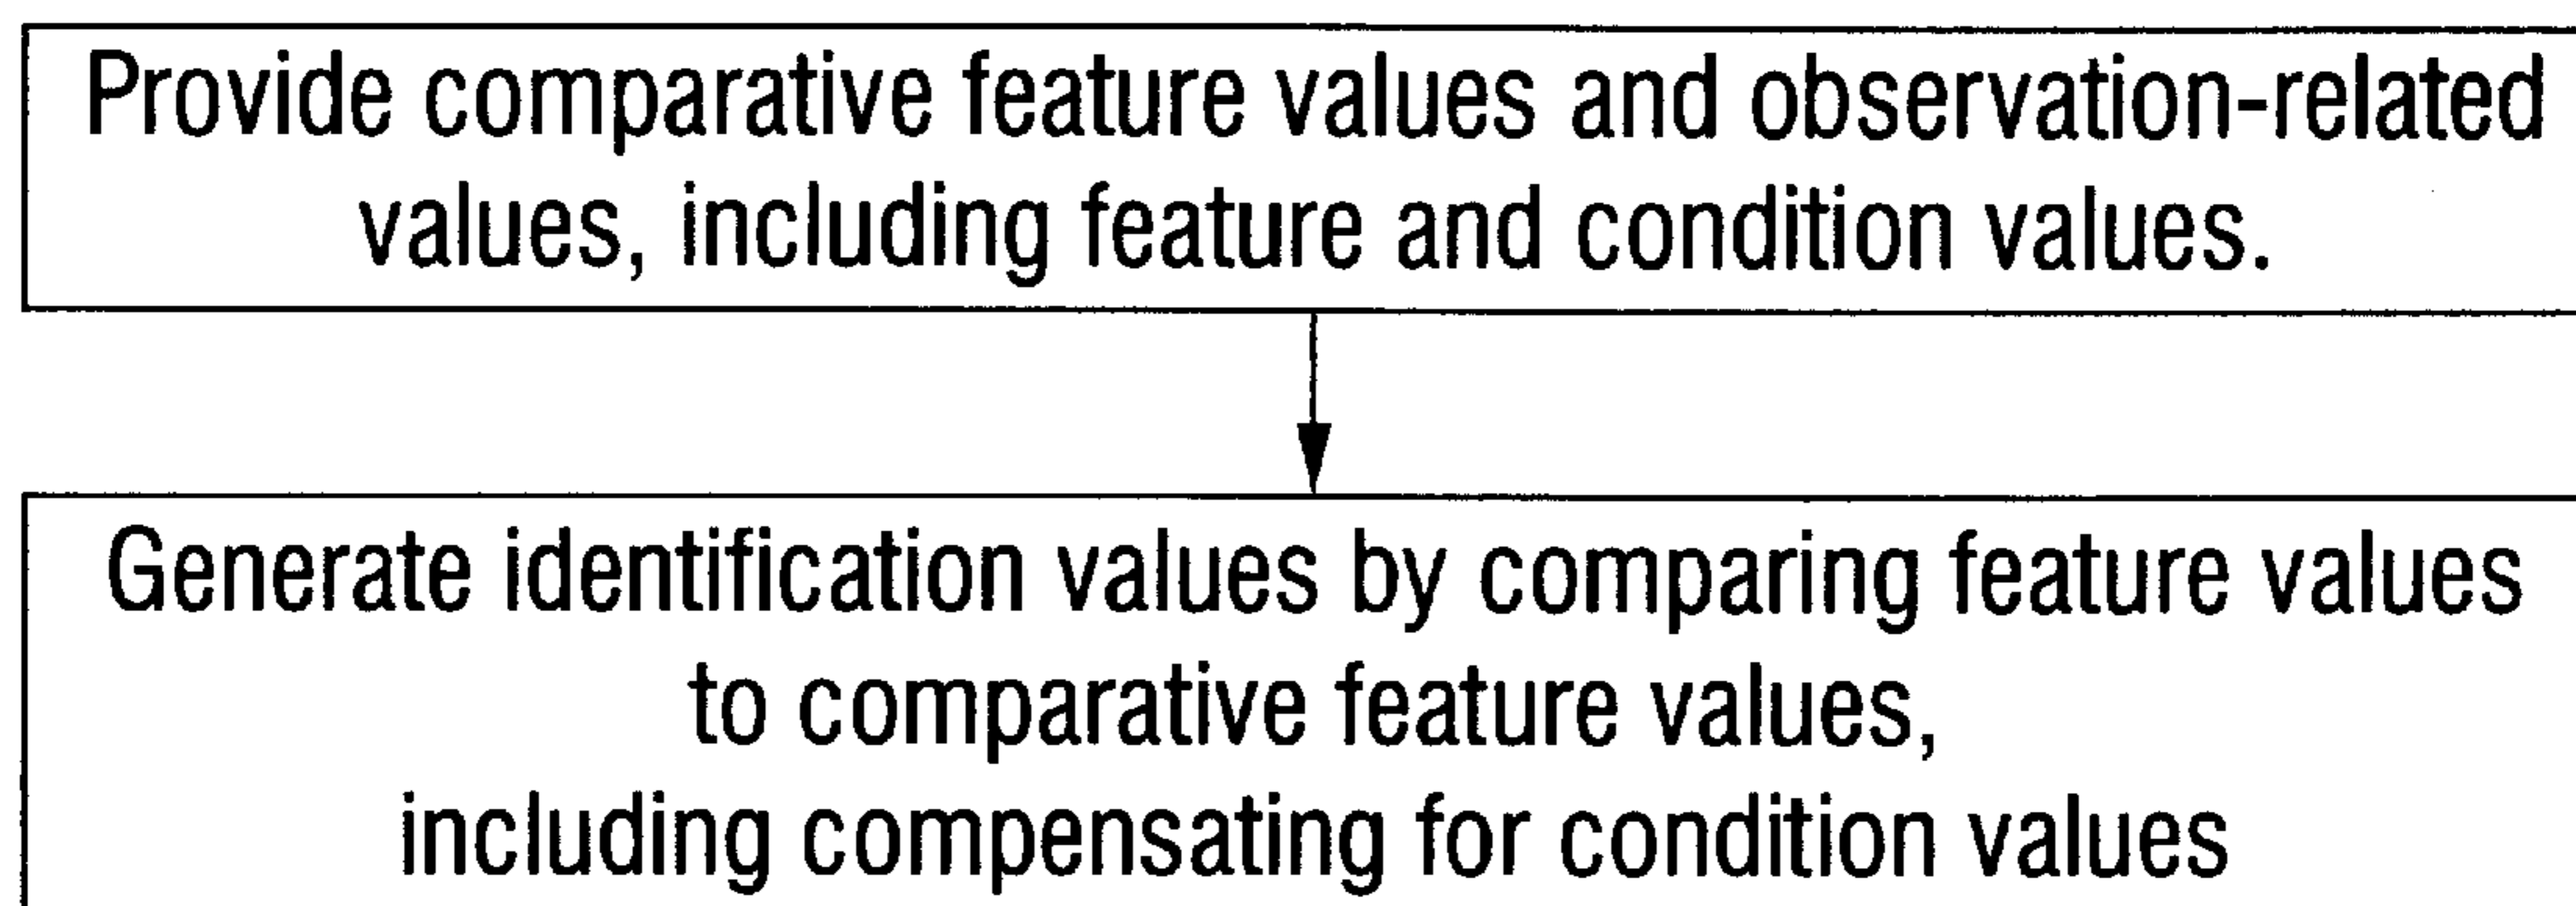 Provide comparative feature values and observation-related
values, including feature and condition values.
Generate identification values by comparing feature values
to comparative feature values,
including compensating for condition values